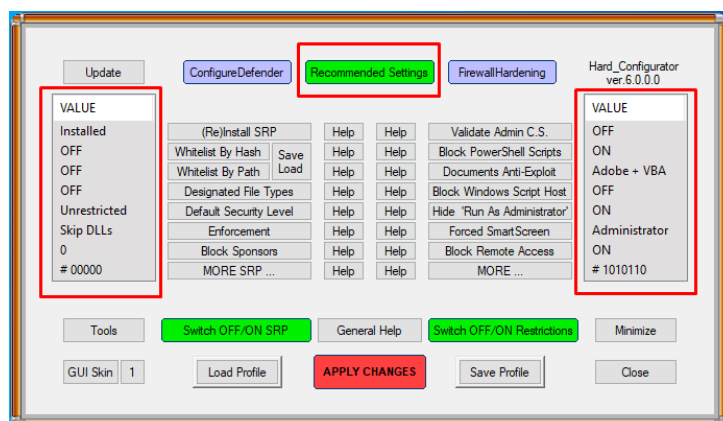 Update ConfigureDefender Recommended Settings FirewallHardening Hard_Configurator
ver.6.0.0.0
VALUE VALUE
Installed (Re)Install SRP Help Help Validate Admin C.S. OFF
OFF Whitelist By Hash Save Help Help Block PowerShell Scripts ON
OFF Whitelist By Path Load Help Help Documents Anti-Exploit Adobe + VBA
OFF Designated File Types Help Help Block Windows Script Host OFF
Unrestricted Default Security Level Help Help Hide 'Run As Administrator' ON
Skip DLLs Enforcement Help Help Forced SmartScreen Administrator
0 Block Sponsors Help Help Block Remote Access ON
# 00000 MORE SRP ... Help Help MORE ... # 1010110
Tools Switch OFF/ON SRP General Help Switch OFF/ON Restrictions Minimize
GUI Skin 1 Load Profile APPLY CHANGES Save Profile Close